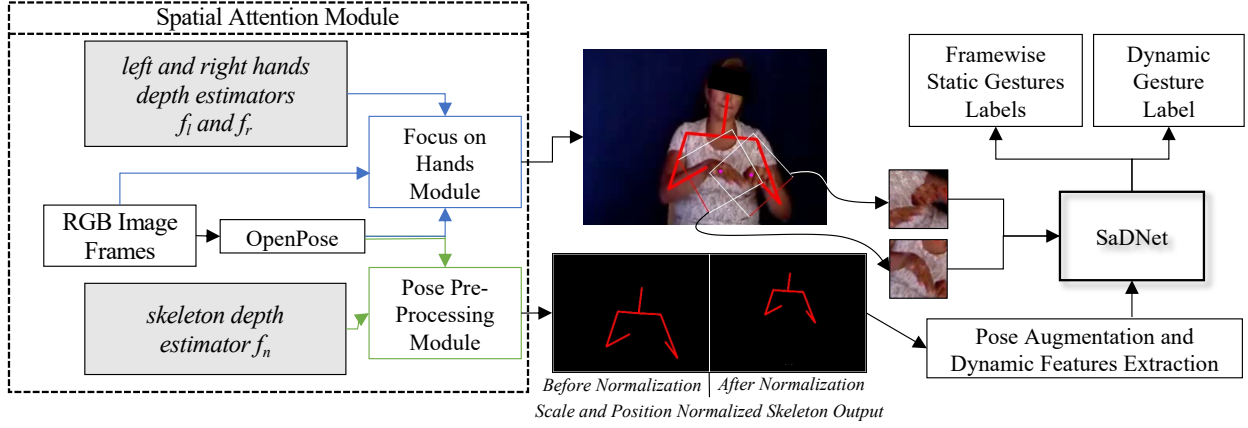 Spatial Attention Module
left and right hands
depth estimators
f_l and f_r
Focus on
Hands
Module
RGB Image
Frames
OpenPose
skeleton depth
estimator f_n
Pose Pre-
Processing
Module
Before Normalization
After Normalization
Scale and Position Normalized Skeleton Output
Framewise
Static Gestures
Labels
Dynamic
Gesture
Label
SaDNet
Pose Augmentation and
Dynamic Features Extraction